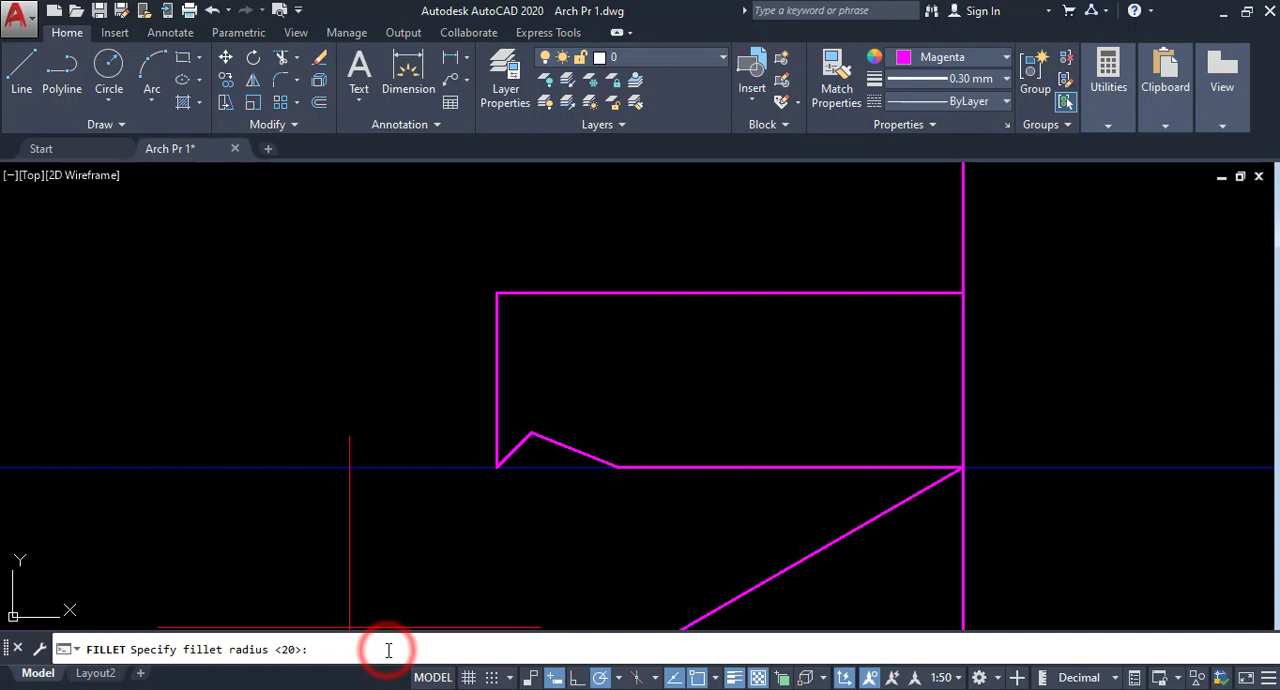 Autodesk AutoCAD 2020 Arch Pr 1.dwg
Type a keyword or phrase
Sign In
Home Insert Annotate Parametric View Manage Output Collaborate Express Tools
Line Polyline Circle Arc
Text Dimension
Layer Properties
0
Insert
Match Properties
Magenta
0.30 mm
ByLayer
Group
Utilities
Clipboard
View
Draw Modify Annotation Layers Block Properties Groups
Start Arch Pr 1*
[−][Top][2D Wireframe]
Y
X
FILLET Specify fillet radius <20>:
Model Layout2
MODEL 1:50 Decimal